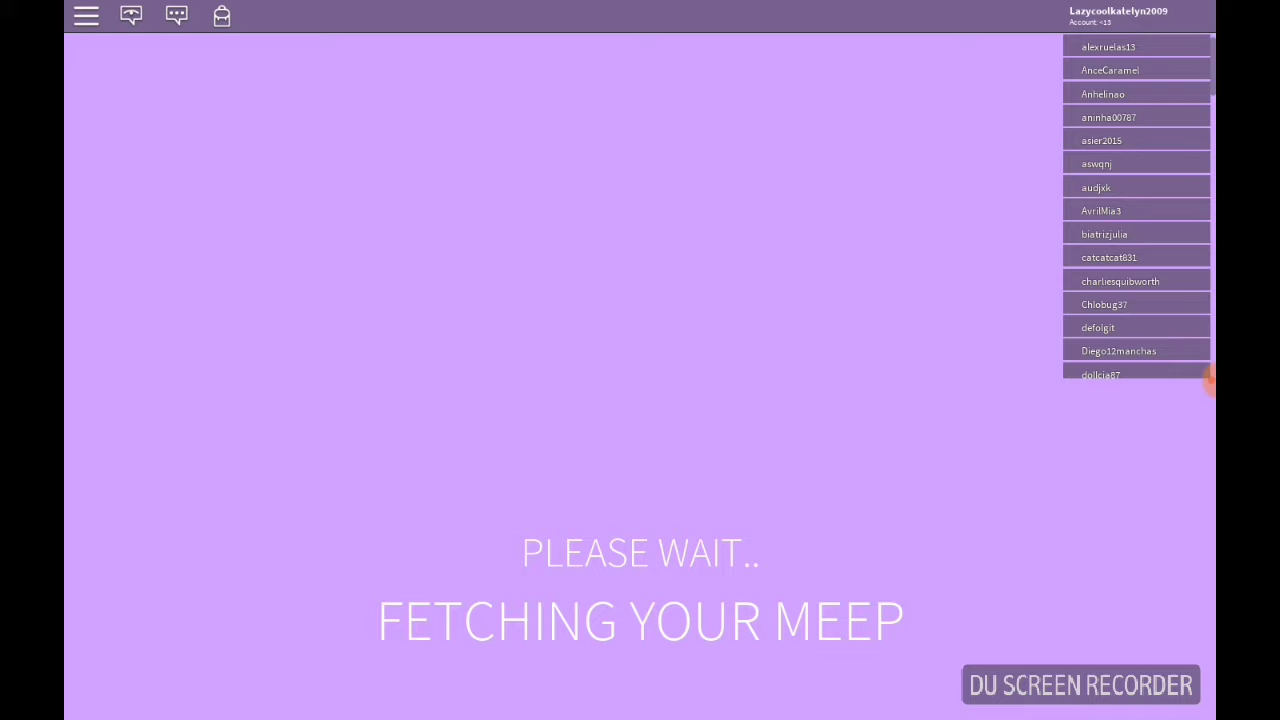 Lazycoolkatelyn2009
Account: <13
alexruelas13
AnceCaramel
Anhelinao
aninha00787
asier2015
aswqnj
audjxk
AvrilMia3
biatrizjulia
catcatcat831
charliesquibworth
Chlobug37
defolgit
Diego12manchas
dollcia87
PLEASE WAIT..
FETCHING YOUR MEEP
DU SCREEN RECORDER